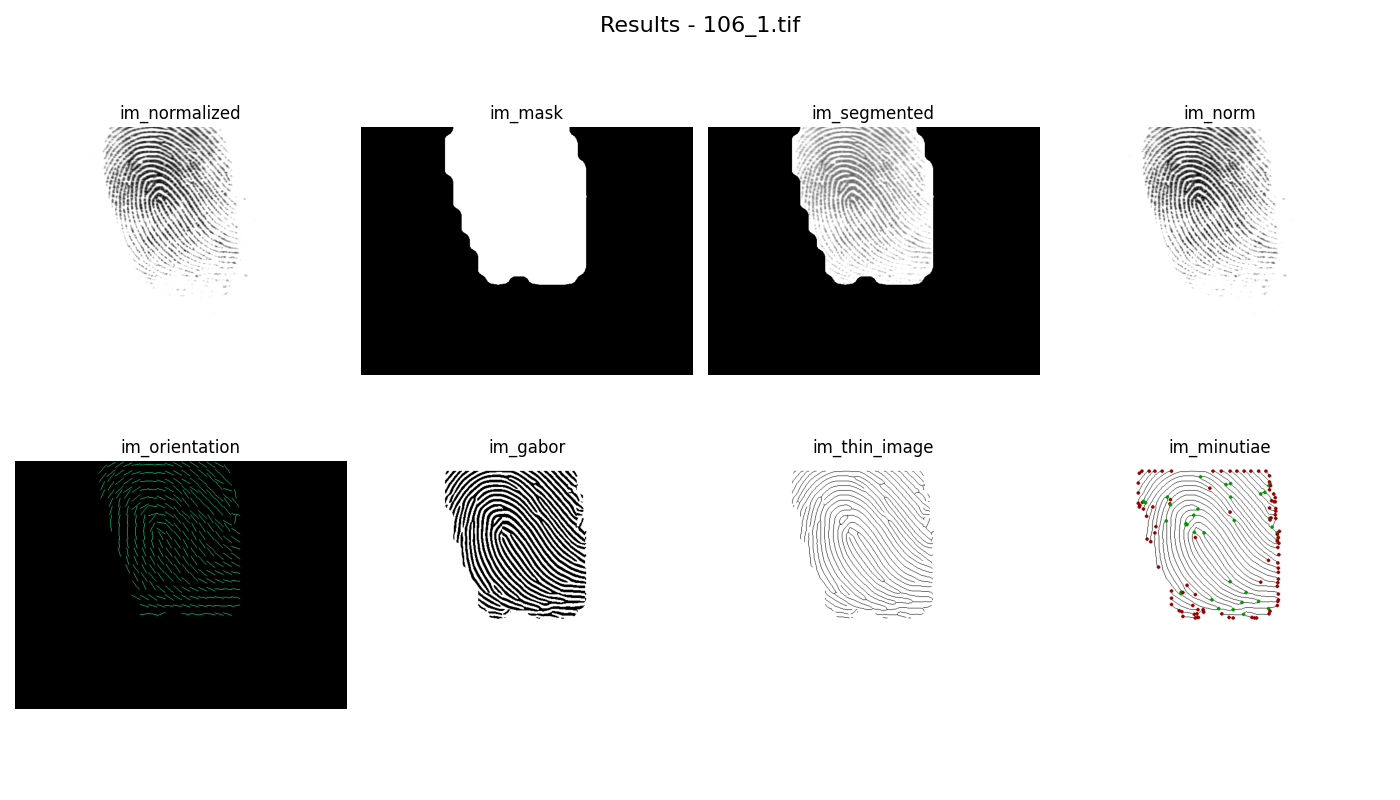 Results - 106_1.tif
im_normalized
im_mask
im_segmented
im_norm
im_orientation
im_gabor
im_thin_image
im_minutiae